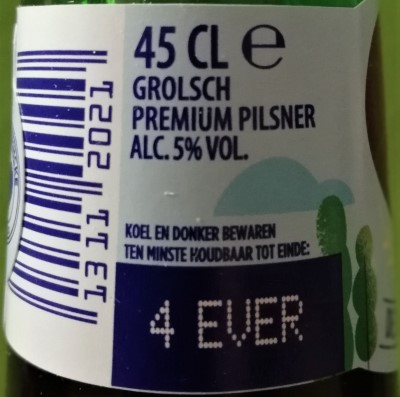 45 CL e
GROLSCH
PREMIUM PILSNER
ALC. 5% VOL.
KOEL EN DONKER BEWAREN
TEN MINSTE HOUDBAAR TOT EINDE:
4 EVER
13 11 2021